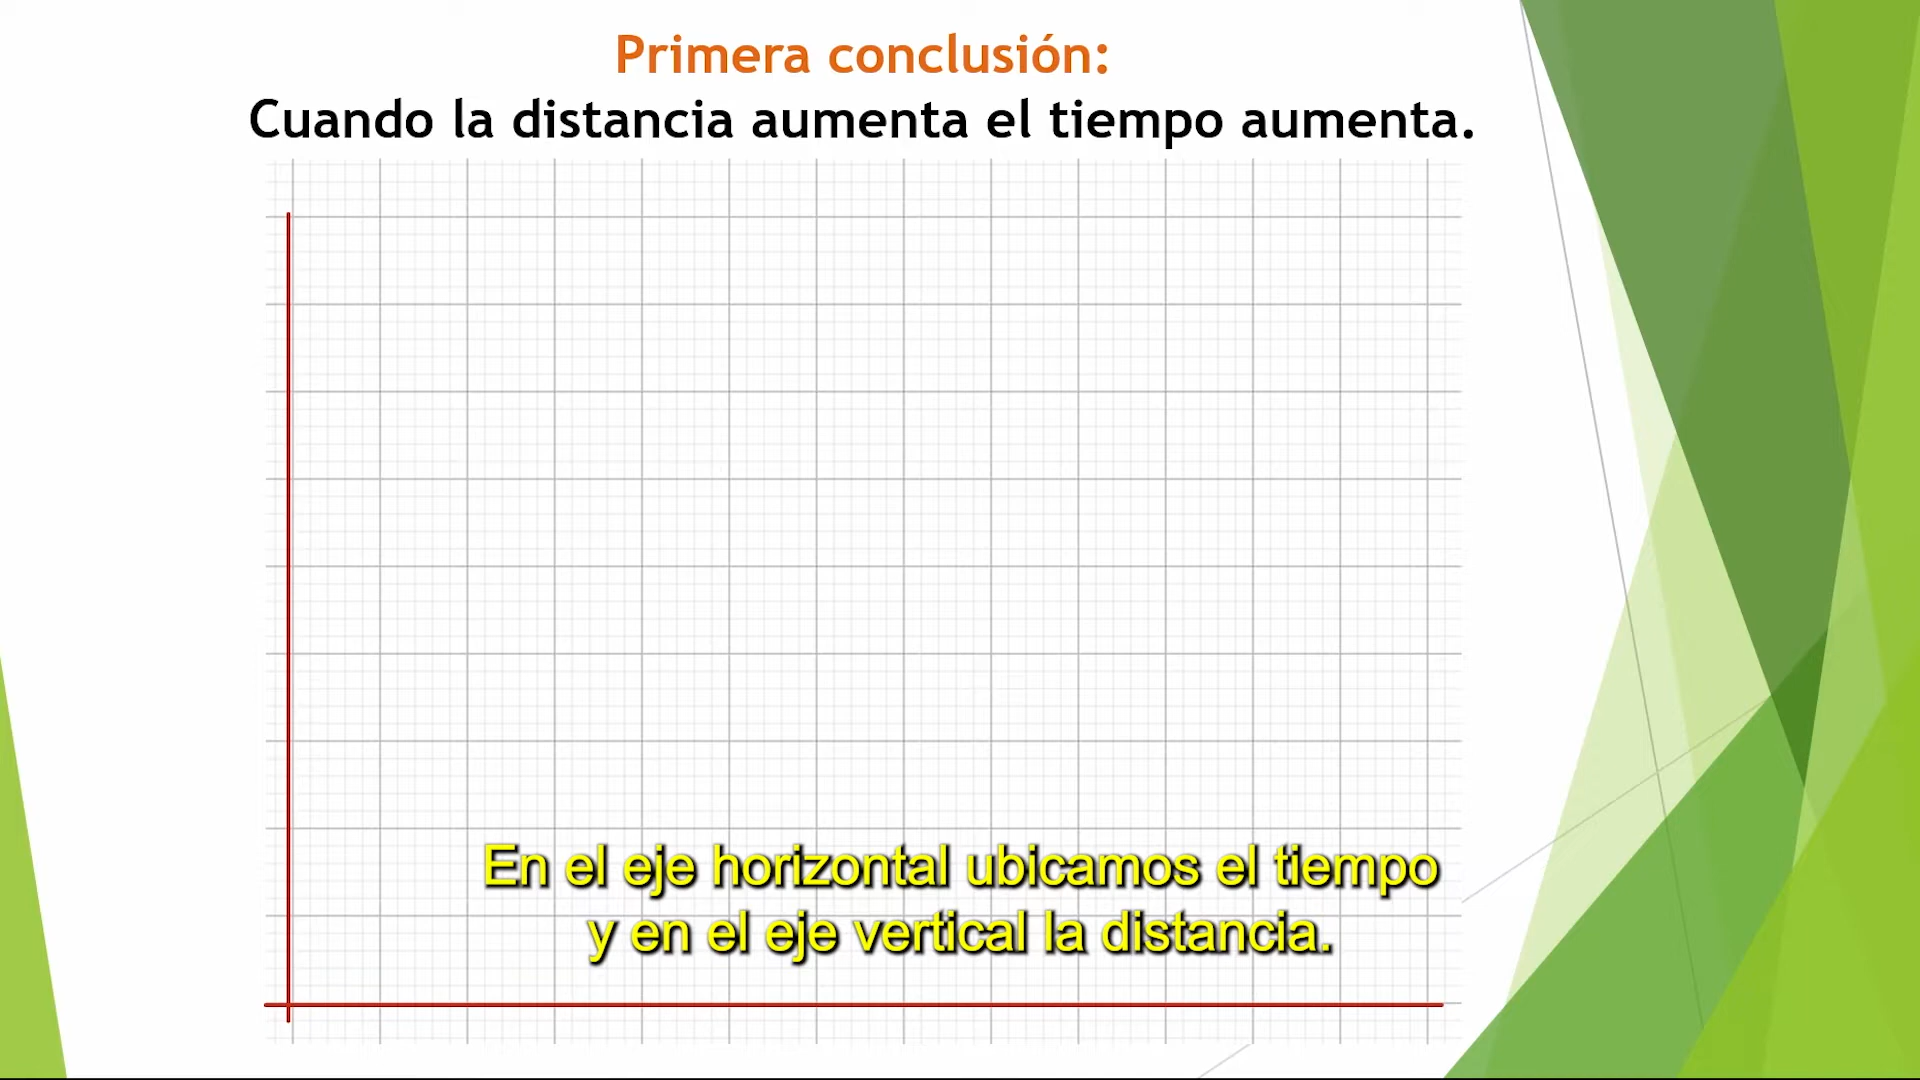 Primera conclusión:
Cuando la distancia aumenta el tiempo aumenta.
En el eje horizontal ubicamos el tiempo
y en el eje vertical la distancia.